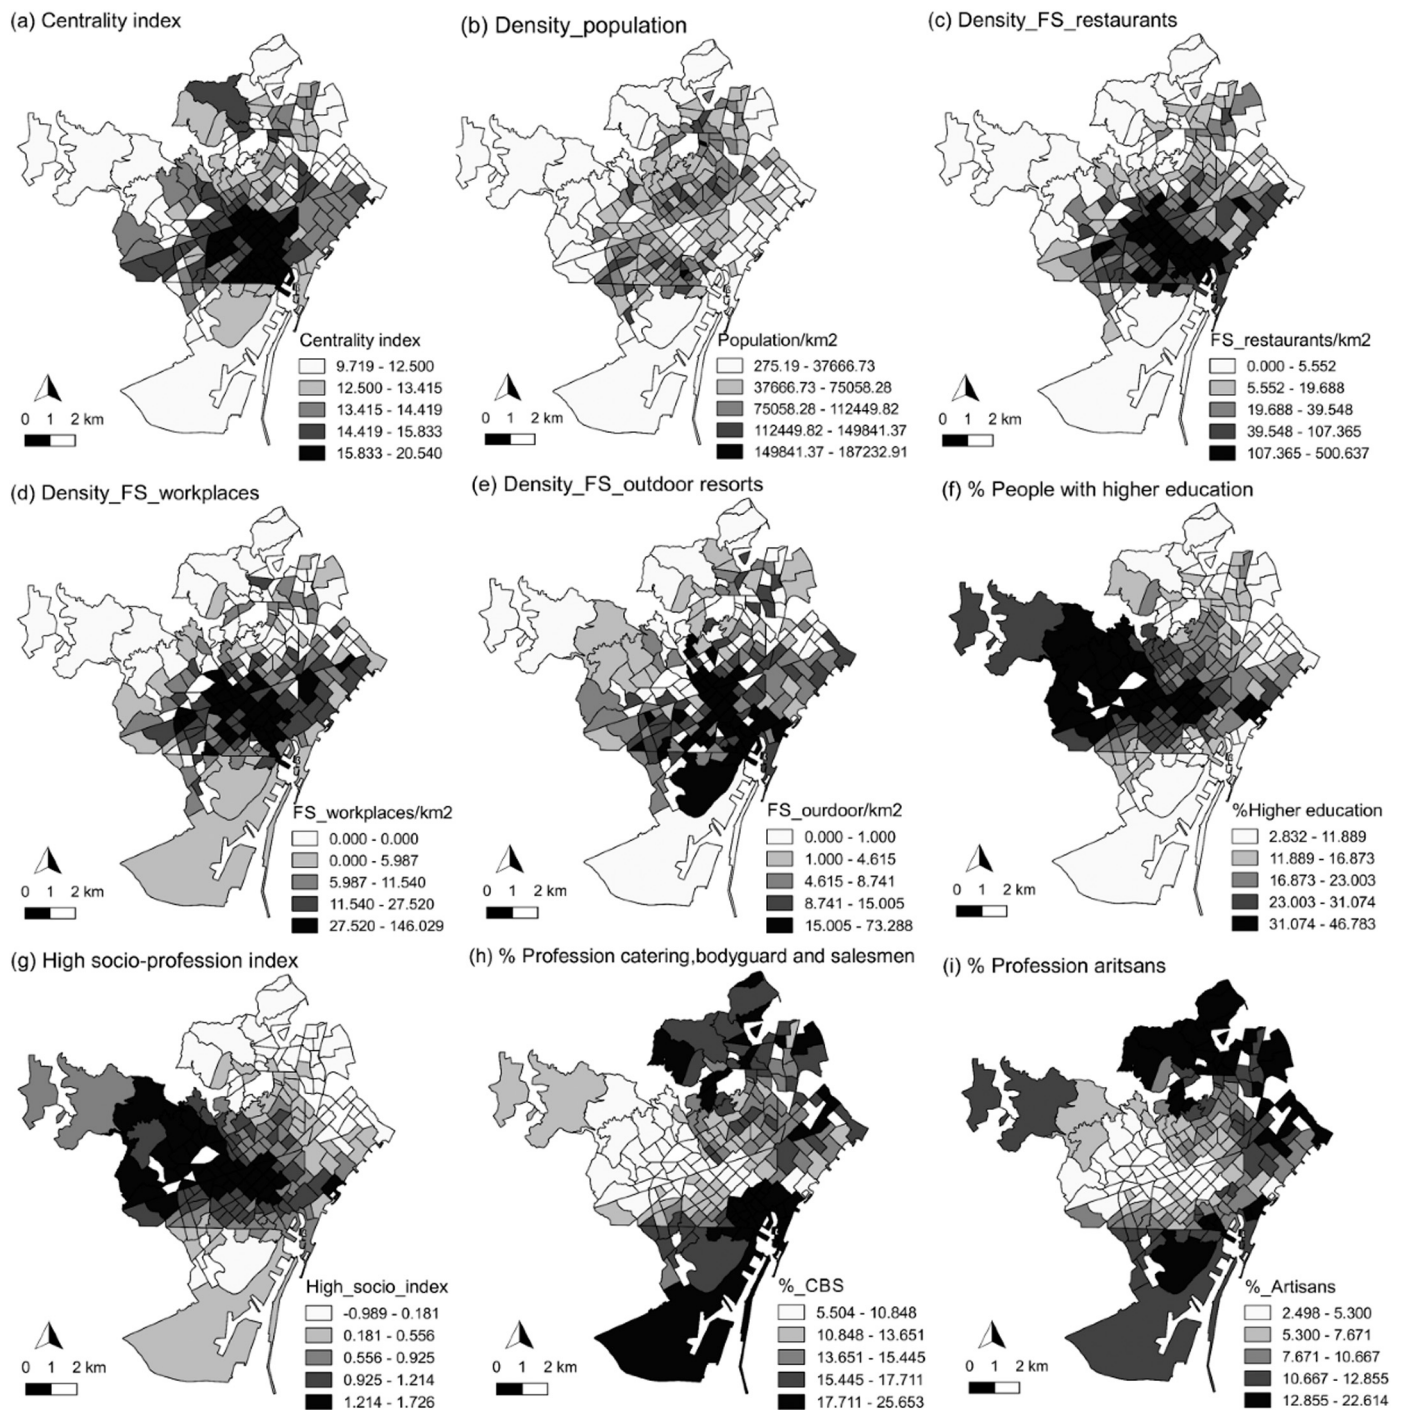 (a) Centrality index
Centrality index
9.719 - 12.500
12.500 - 13.415
13.415 - 14.419
14.419 - 15.833
15.833 - 20.540
0 1 2 km
(b) Density_population
Population/km2
275.19 - 37666.73
37666.73 - 75058.28
75058.28 - 112449.82
112449.82 - 149841.37
149841.37 - 187232.91
0 1 2 km
(c) Density_FS_restaurants
FS_restaurants/km2
0.000 - 5.552
5.552 - 19.688
19.688 - 39.548
39.548 - 107.365
107.365 - 500.637
0 1 2 km
(d) Density_FS_workplaces
FS_workplaces/km2
0.000 - 0.000
0.000 - 5.987
5.987 - 11.540
11.540 - 27.520
27.520 - 146.029
0 1 2 km
(e) Density_FS_outdoor resorts
FS_ourdoor/km2
0.000 - 1.000
1.000 - 4.615
4.615 - 8.741
8.741 - 15.005
15.005 - 73.288
0 1 2 km
(f) % People with higher education
%Higher education
2.832 - 11.889
11.889 - 16.873
16.873 - 23.003
23.003 - 31.074
31.074 - 46.783
0 1 2 km
(g) High socio-profession index
High_socio_index
-0.989 - 0.181
0.181 - 0.556
0.556 - 0.925
0.925 - 1.214
1.214 - 1.726
0 1 2 km
(h) % Profession catering,bodyguard and salesmen
%_CBS
5.504 - 10.848
10.848 - 13.651
13.651 - 15.445
15.445 - 17.711
17.711 - 25.653
0 1 2 km
(i) % Profession aritsans
%_Artisans
2.498 - 5.300
5.300 - 7.671
7.671 - 10.667
10.667 - 12.855
12.855 - 22.614
0 1 2 km